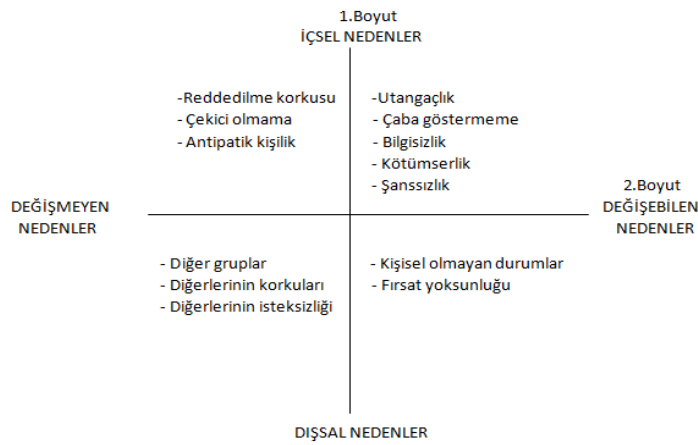 1.Boyut
İÇSEL NEDENLER
-Reddedilme korkusu
- Çekici olmama
- Antipatik kişilik
-Utangaçlık
- Çaba göstermeme
- Bilgisizlik
- Kötümserlik
- Şanssızlık
DEĞİŞMEYEN
NEDENLER
2.Boyut
DEĞİŞEBİLEN
NEDENLER
- Diğer gruplar
- Diğerlerinin korkuları
- Diğerlerinin isteksizliği
- Kişisel olmayan durumlar
- Fırsat yoksunluğu
DIŞSAL NEDENLER